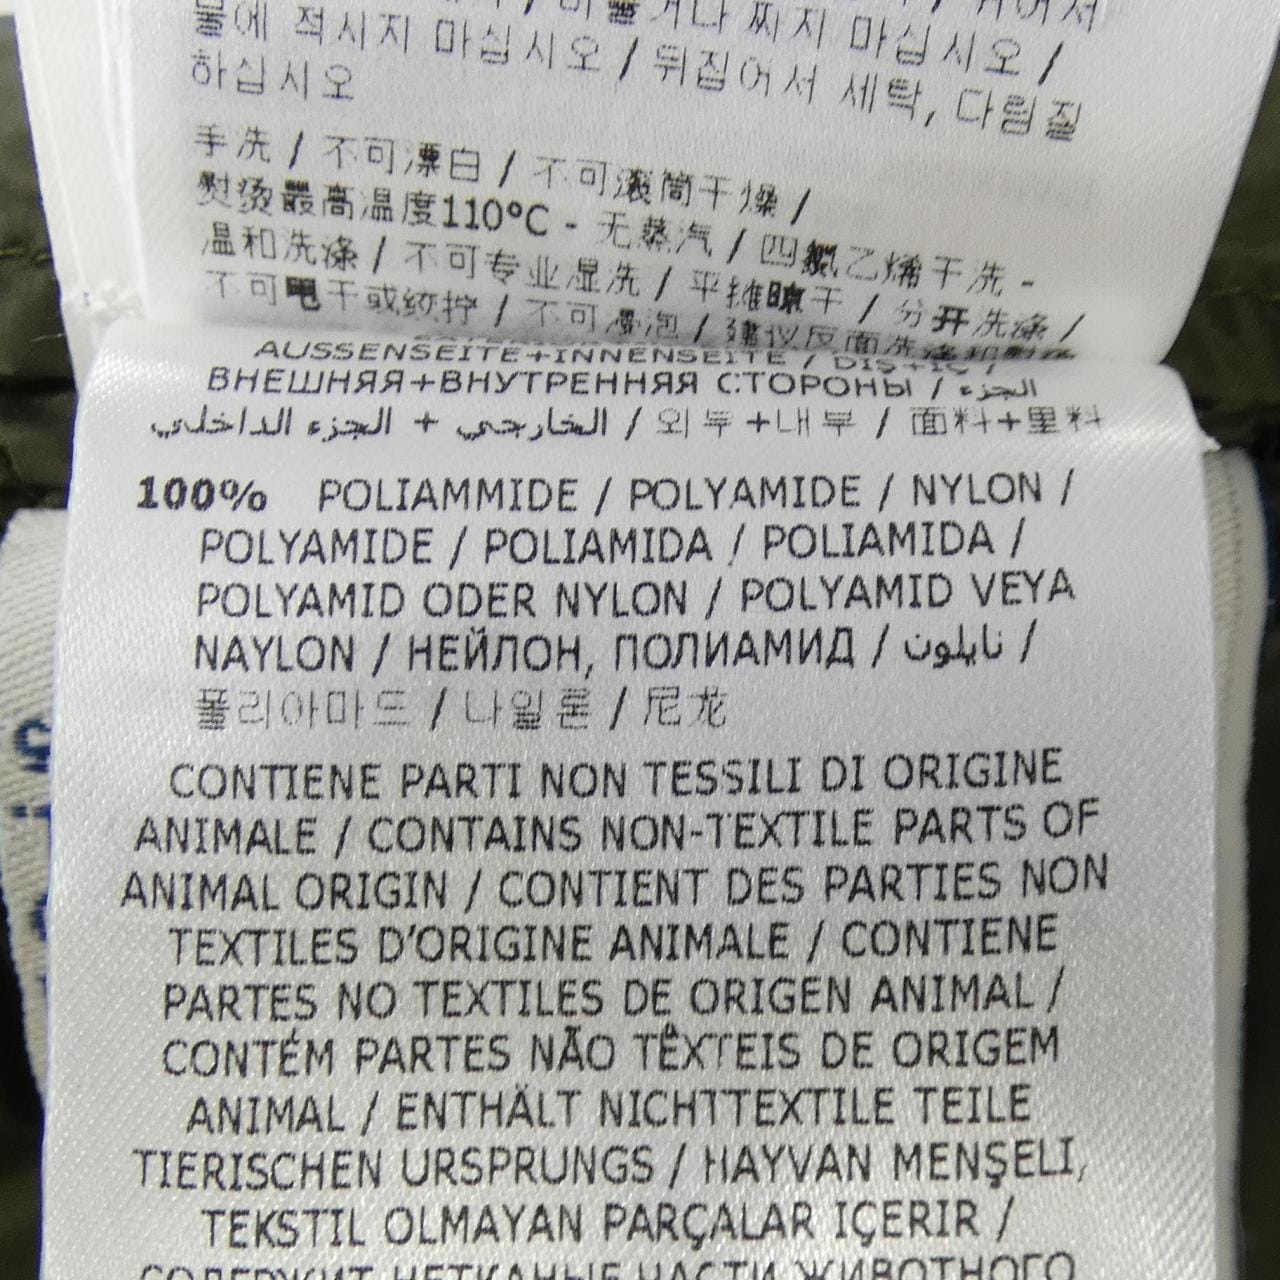 물에 적시지 마십시오 / 뒤집어서 세탁, 다림질
하십시오
手洗 / 不可漂白 / 不可滚筒干燥 /
熨烫最高温度110°C - 无蒸汽 / 四氯乙烯干洗 -
温和洗涤 / 不可专业湿洗 / 平摊晾干 / 分开洗涤 /
不可甩干或绞拧 / 不可浸泡 / 建议反面洗涤和熨烫
AUSSENSEITE+INNENSEITE / DIŞ+İÇ /
ВНЕШНЯЯ+ВНУТРЕННЯЯ СТОРОНЫ / الجزء
الخارجي + الجزء الداخلي / 외부+내부 / 面料+里料
100% POLIAMMIDE / POLYAMIDE / NYLON /
POLYAMIDE / POLIAMIDA / POLIAMIDA /
POLYAMID ODER NYLON / POLYAMID VEYA
NAYLON / НЕЙЛОН, ПОЛИАМИД / نايلون /
폴리아마드 / 나일론 / 尼龙
CONTIENE PARTI NON TESSILI DI ORIGINE
ANIMALE / CONTAINS NON-TEXTILE PARTS OF
ANIMAL ORIGIN / CONTIENT DES PARTIES NON
TEXTILES D'ORIGINE ANIMALE / CONTIENE
PARTES NO TEXTILES DE ORIGEN ANIMAL /
CONTÉM PARTES NÃO TÊXTEIS DE ORIGEM
ANIMAL / ENTHÄLT NICHTTEXTILE TEILE
TIERISCHEN URSPRUNGS / HAYVAN MENŞELI,
TEKSTIL OLMAYAN PARÇALAR IÇERIR /
СОДЕРЖИТ НЕТКАНЫЕ ЧАСТИ ЖИВОТНОГО